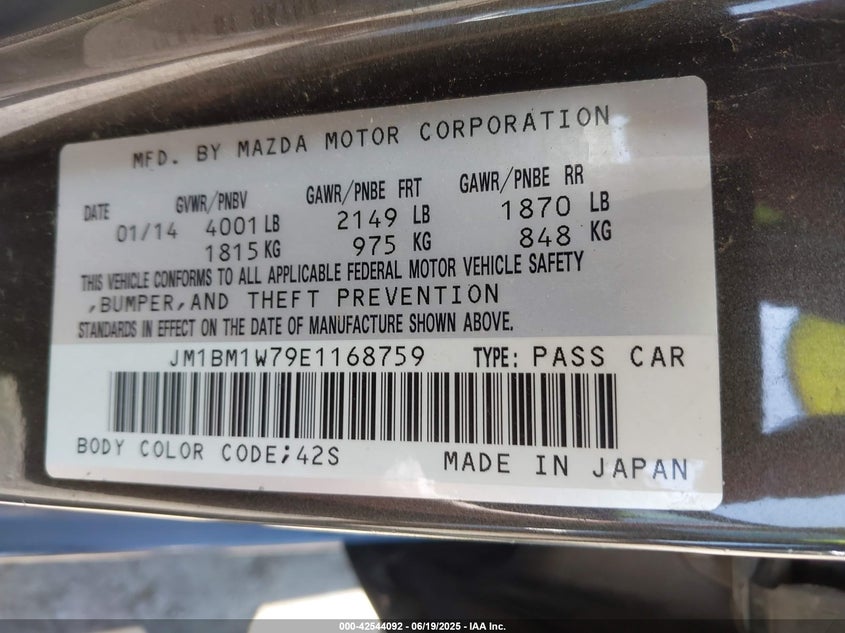 MFD. BY MAZDA MOTOR CORPORATION
DATE GVWR/PNBV GAWR/PNBE FRT GAWR/PNBE RR
01/14 4001 LB 2149 LB 1870 LB
1815 KG 975 KG 848 KG
THIS VEHICLE CONFORMS TO ALL APPLICABLE FEDERAL MOTOR VEHICLE SAFETY
,BUMPER,AND THEFT PREVENTION
STANDARDS IN EFFECT ON THE DATE OF MANUFACTURE SHOWN ABOVE.
JM1BM1W79E1168759 TYPE: PASS CAR
BODY COLOR CODE;42S MADE IN JAPAN
000-42544092 - 06/19/2025 - IAA Inc.